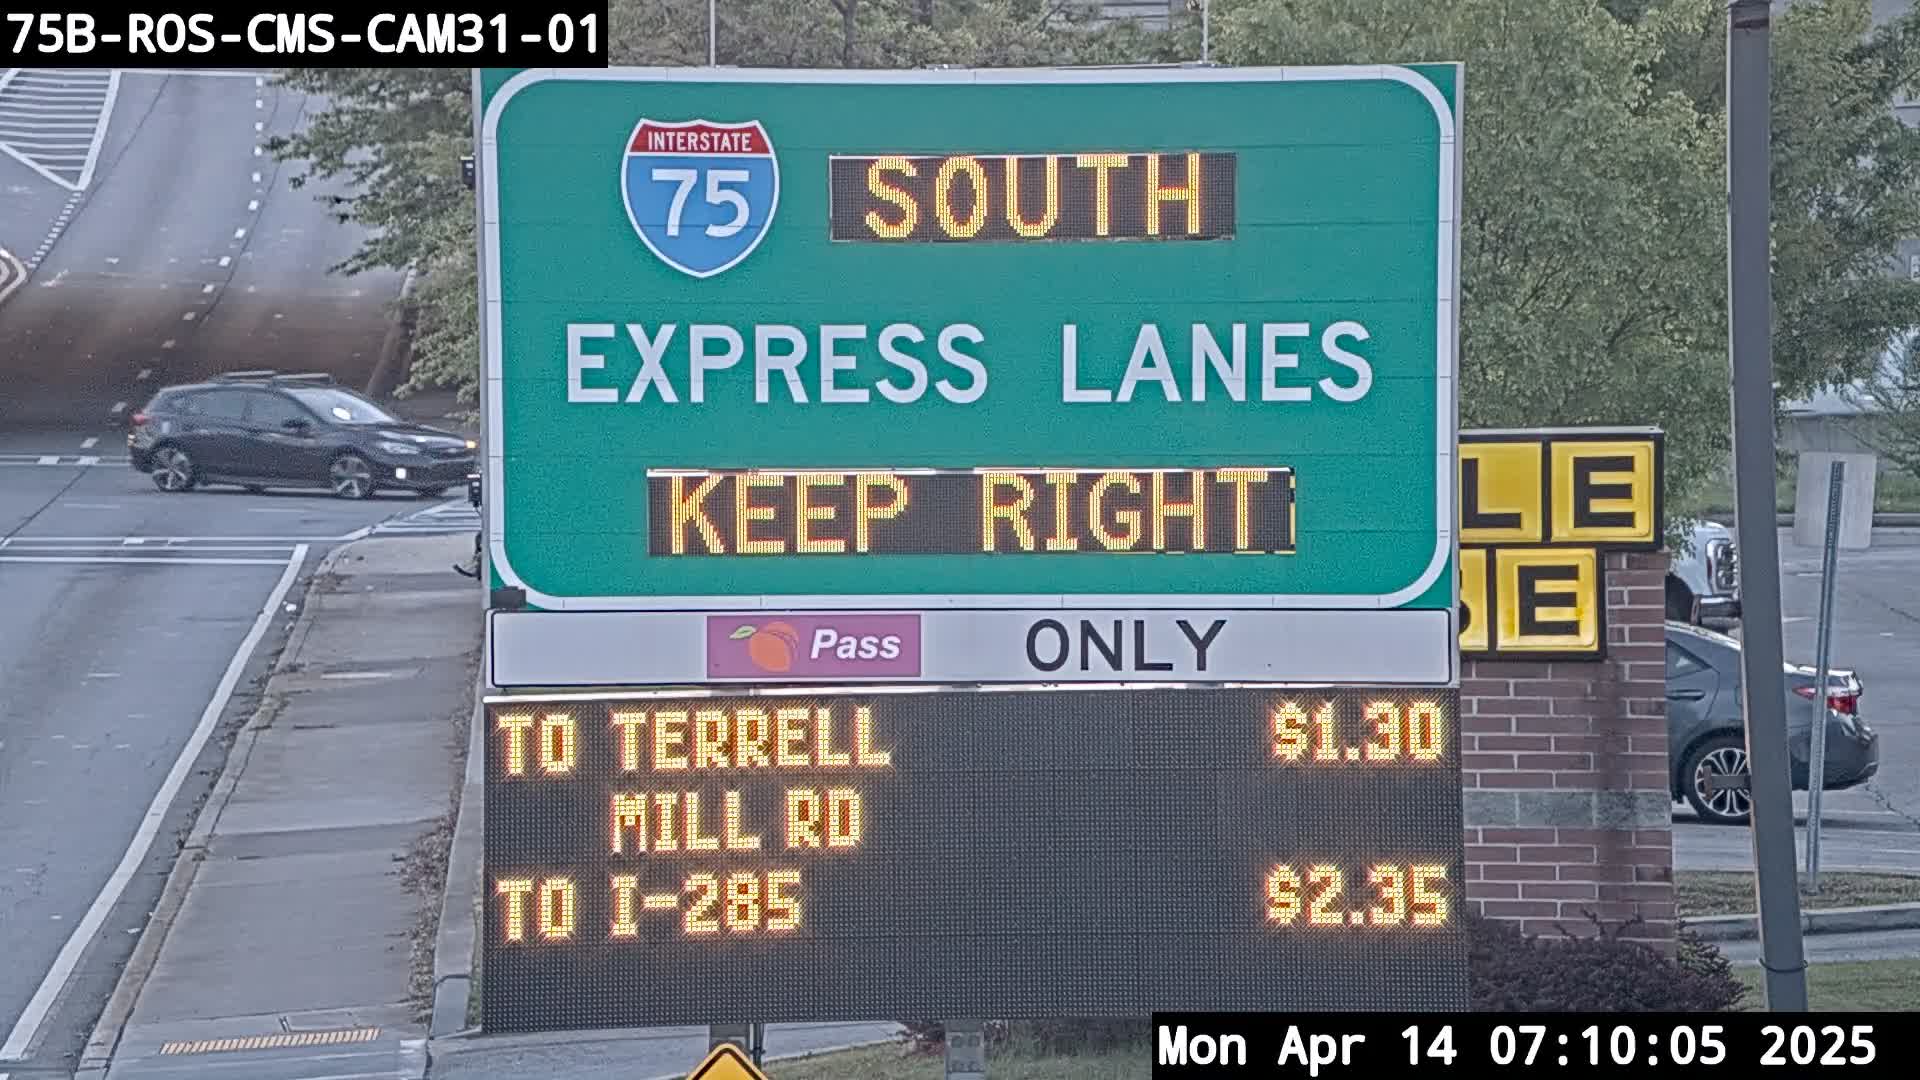 75B-ROS-CMS-CAM31-01
INTERSTATE
75
SOUTH
EXPRESS LANES
KEEP RIGHT
Pass ONLY
TO TERRELL $1.30
MILL RD
TO I-285 $2.35
LE
E
Mon Apr 14 07:10:05 2025